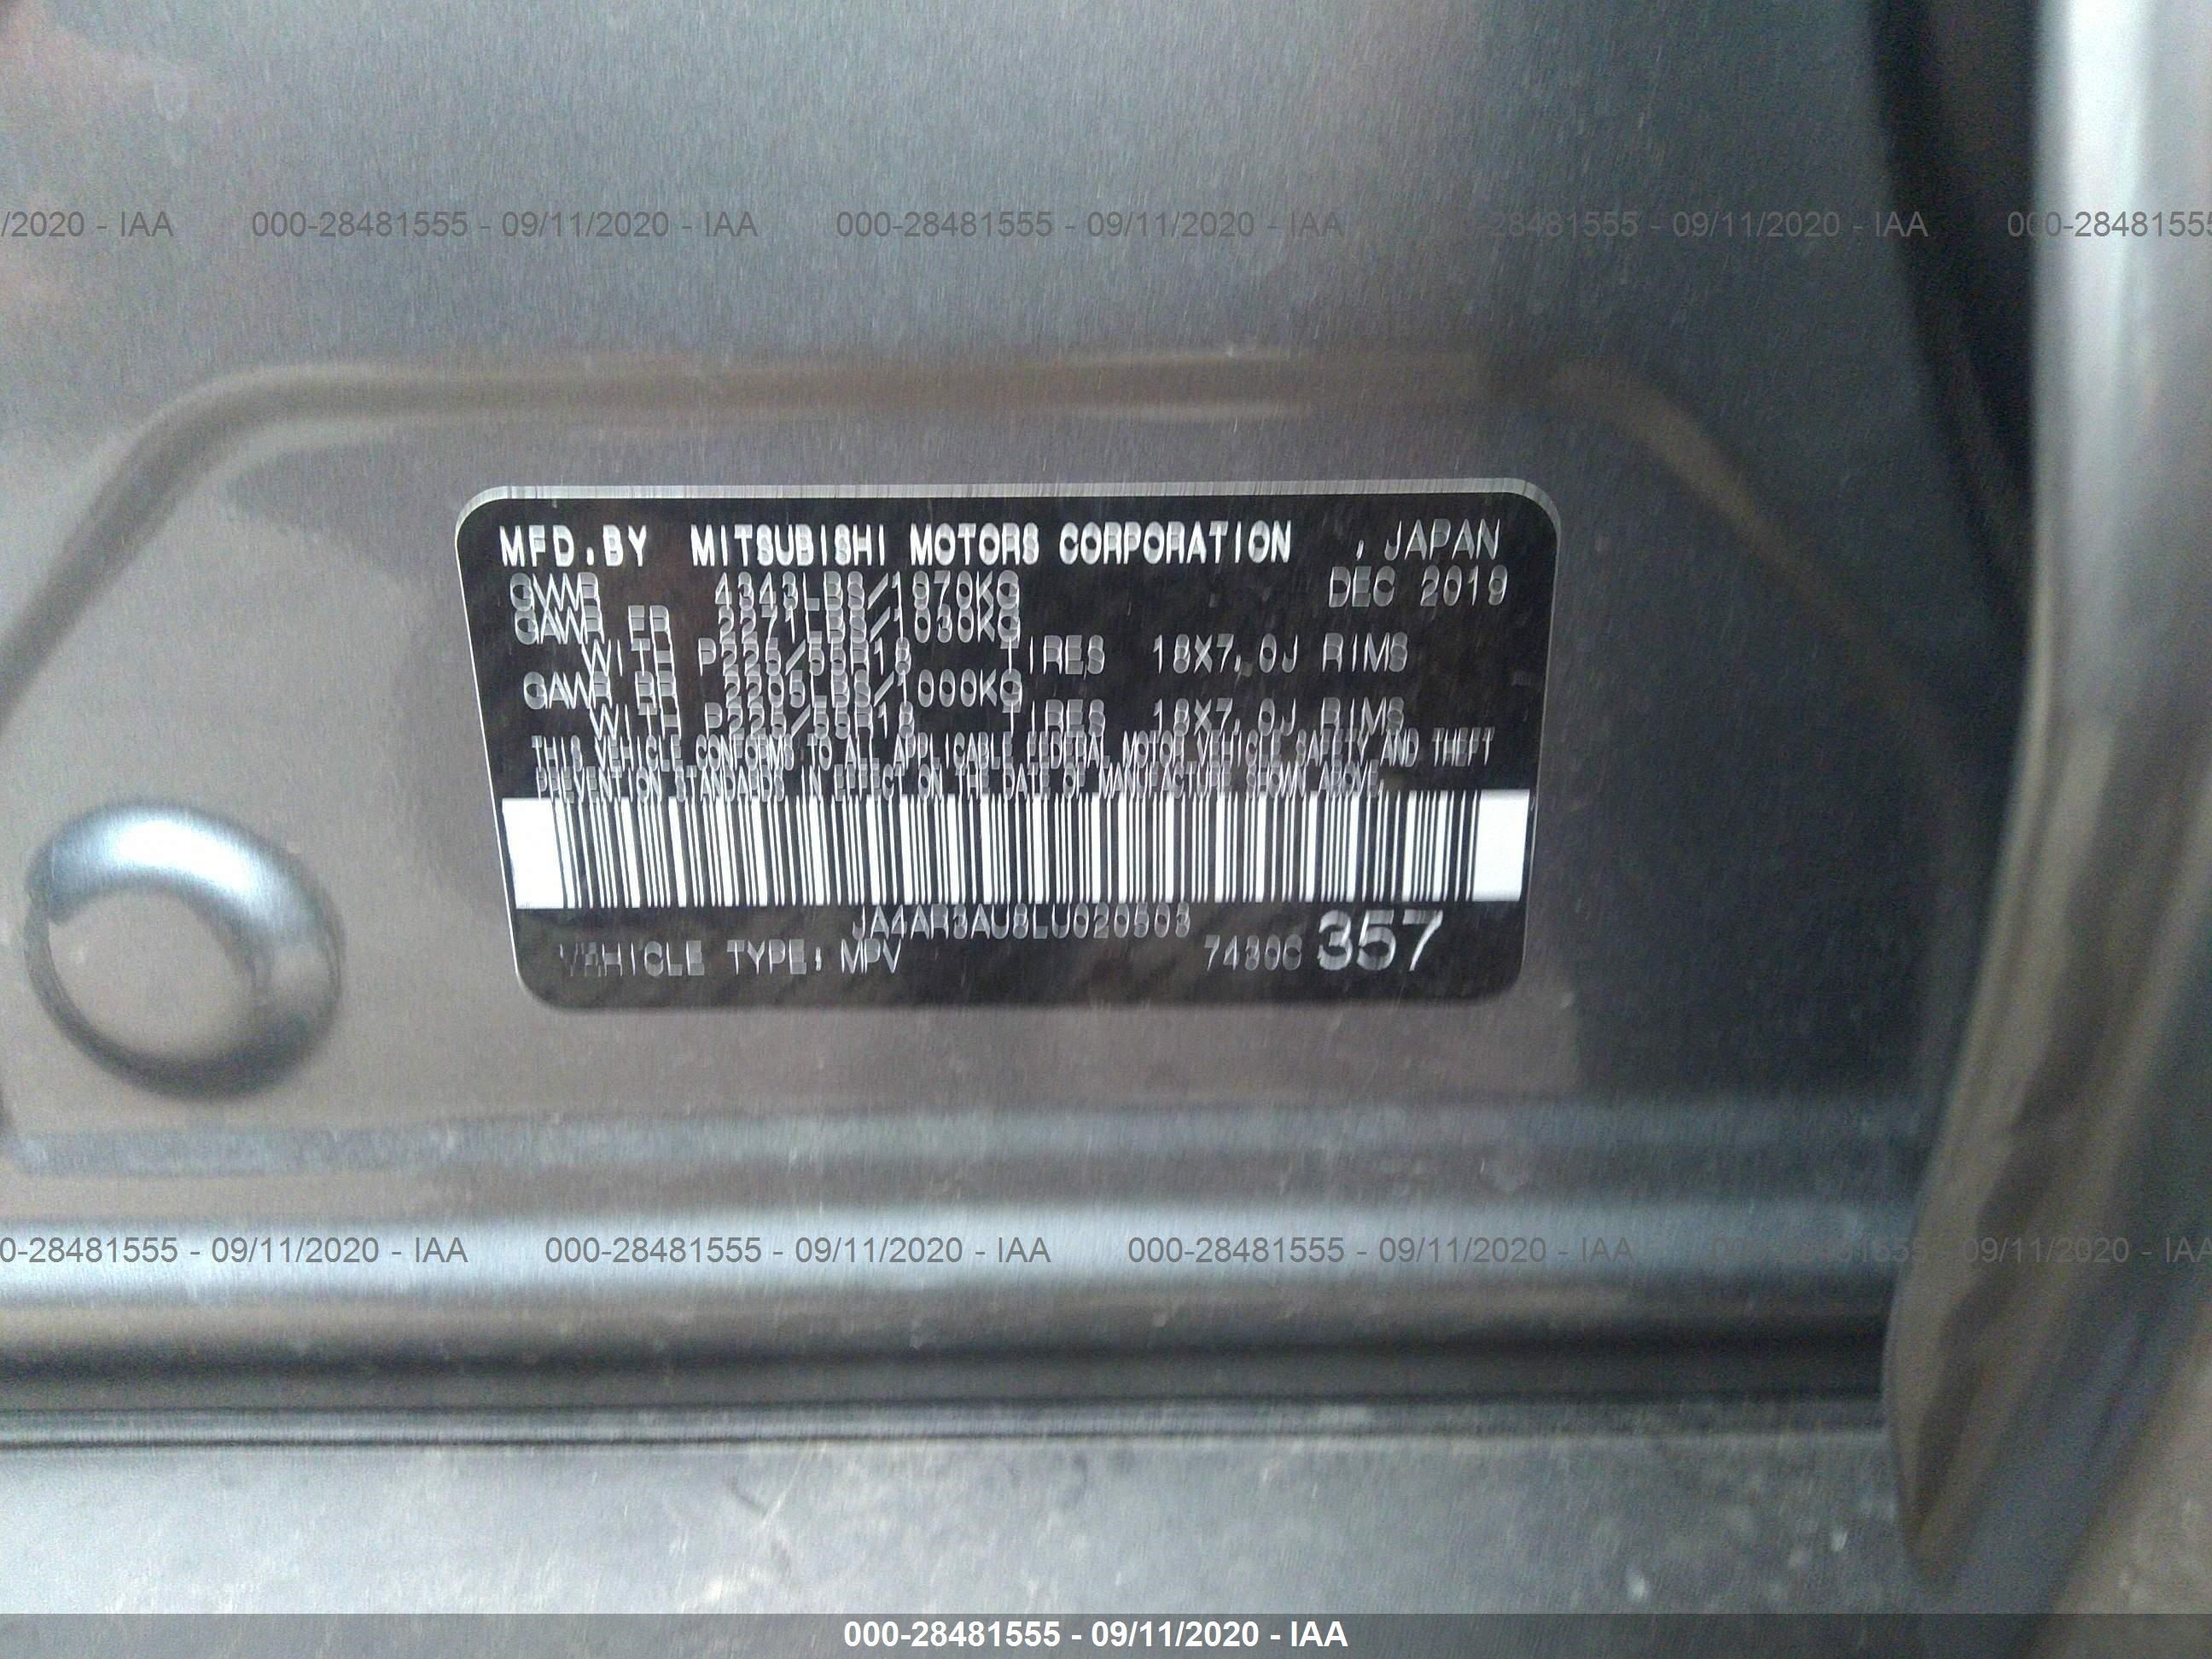 /2020 - IAA 000-28481555 - 09/11/2020 - IAA 000-28481555 - 09/11/2020 - IAA 28481555 - 09/11/2020 - IAA 000-28481555
MFD.BY MITSUBISHI MOTORS CORPORATION , JAPAN
GVWR 4343LBS/1970KG DEC 2019
GAWR FR 2271LBS/1030KG
WITH P225/55R18 TIRES 18X7.0J RIMS
GAWR RR 2205LBS/1000KG
WITH P225/55R18 TIRES 18X7.0J RIMS
THIS VEHICLE CONFORMS TO ALL APPLICABLE FEDERAL MOTOR VEHICLE SAFETY AND THEFT
PREVENTION STANDARDS IN EFFECT ON THE DATE OF MANUFACTURE SHOWN ABOVE.
JA4AR3AU8LU020503
VEHICLE TYPE: MPV 7430C 357
0-28481555 - 09/11/2020 - IAA 000-28481555 - 09/11/2020 - IAA 000-28481555 - 09/11/2020 - IAA 09/11/2020 - IAA
000-28481555 - 09/11/2020 - IAA